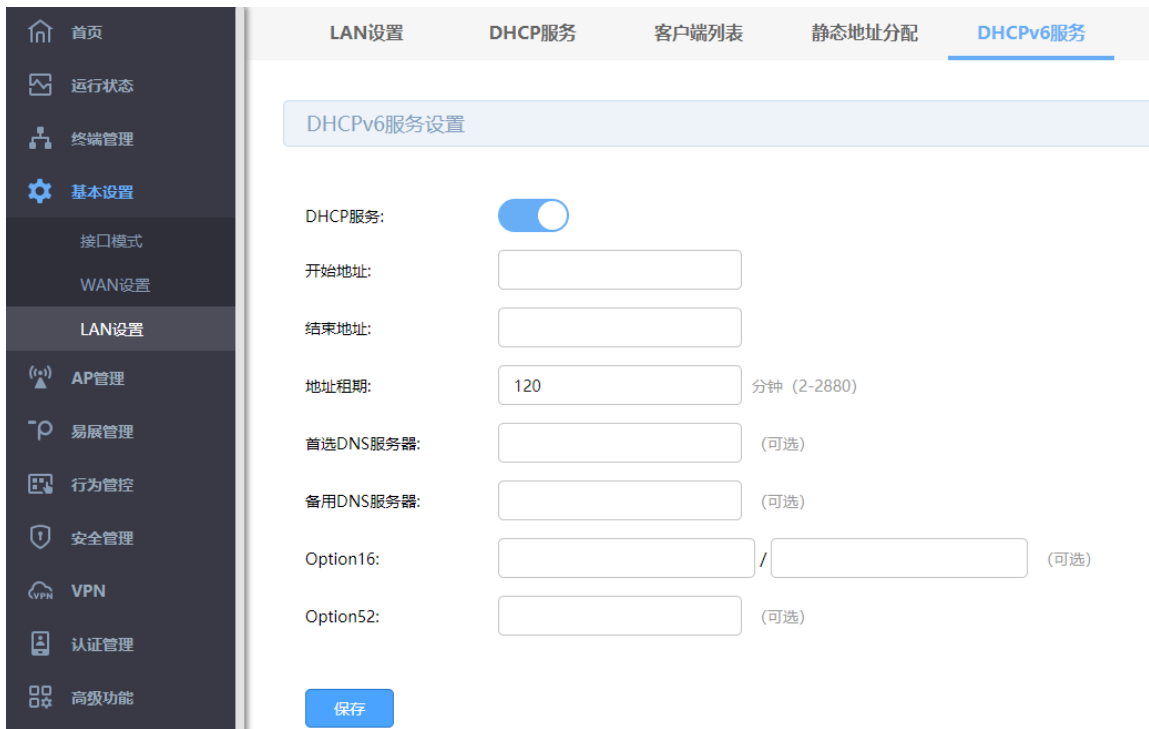 首页
运行状态
终端管理
基本设置
接口模式
WAN设置
LAN设置
AP管理
易展管理
行为管控
安全管理
VPN
VPN
认证管理
高级功能
LAN设置 DHCP服务 客户端列表 静态地址分配 DHCPv6服务
DHCPv6服务设置
DHCP服务:
开始地址:
结束地址:
地址租期: 120 分钟 (2-2880)
首选DNS服务器: (可选)
备用DNS服务器: (可选)
Option16: / (可选)
Option52: (可选)
保存